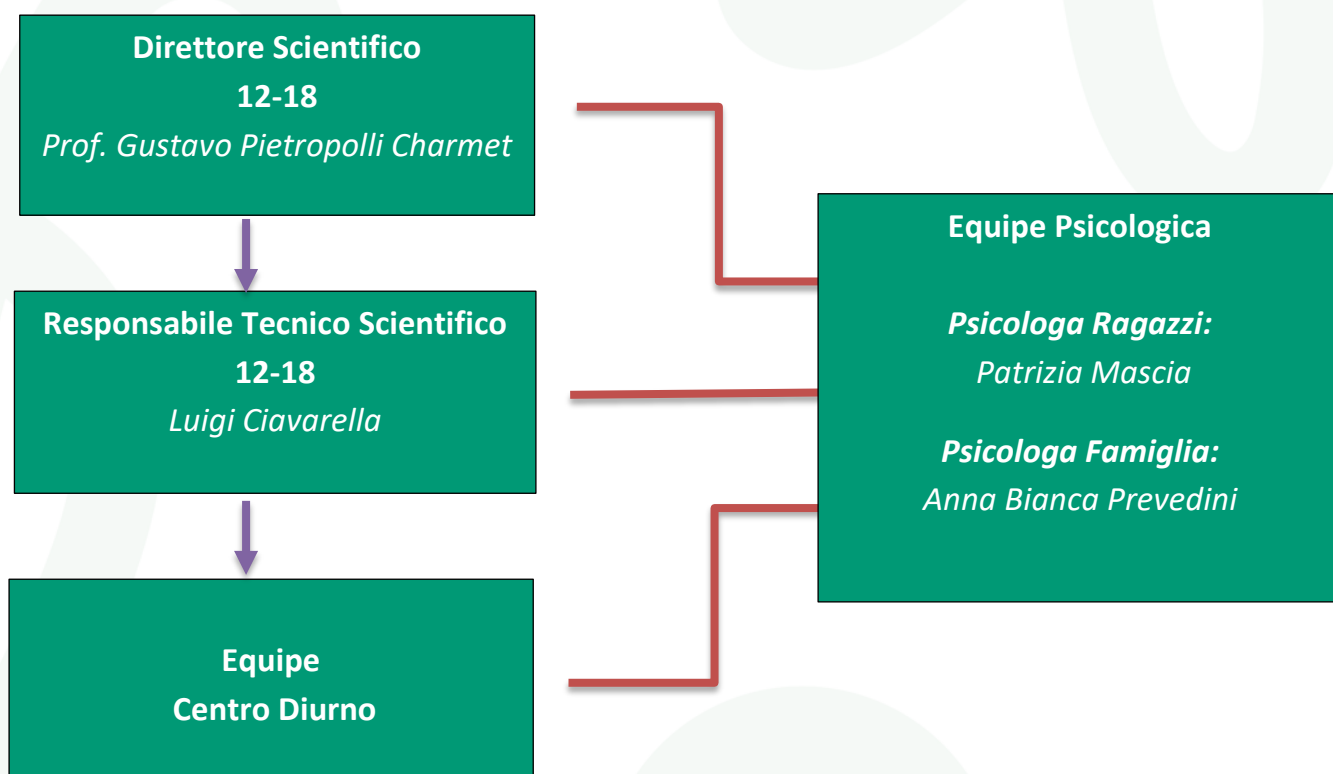 Direttore Scientifico
12-18
Prof. Gustavo Pietropolli Charmet
Responsabile Tecnico Scientifico
12-18
Luigi Ciavarella
Equipe
Centro Diurno
Equipe Psicologica
Psicologa Ragazzi:
Patrizia Mascia
Psicologa Famiglia:
Anna Bianca Prevedini